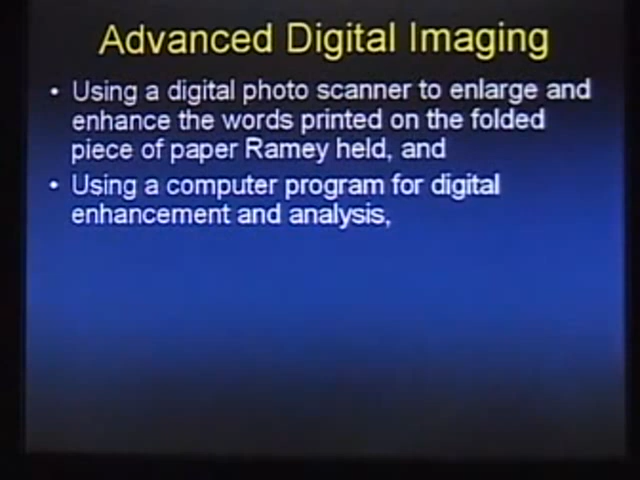 Advanced Digital Imaging
• Using a digital photo scanner to enlarge and
enhance the words printed on the folded
piece of paper Ramey held, and
• Using a computer program for digital
enhancement and analysis,